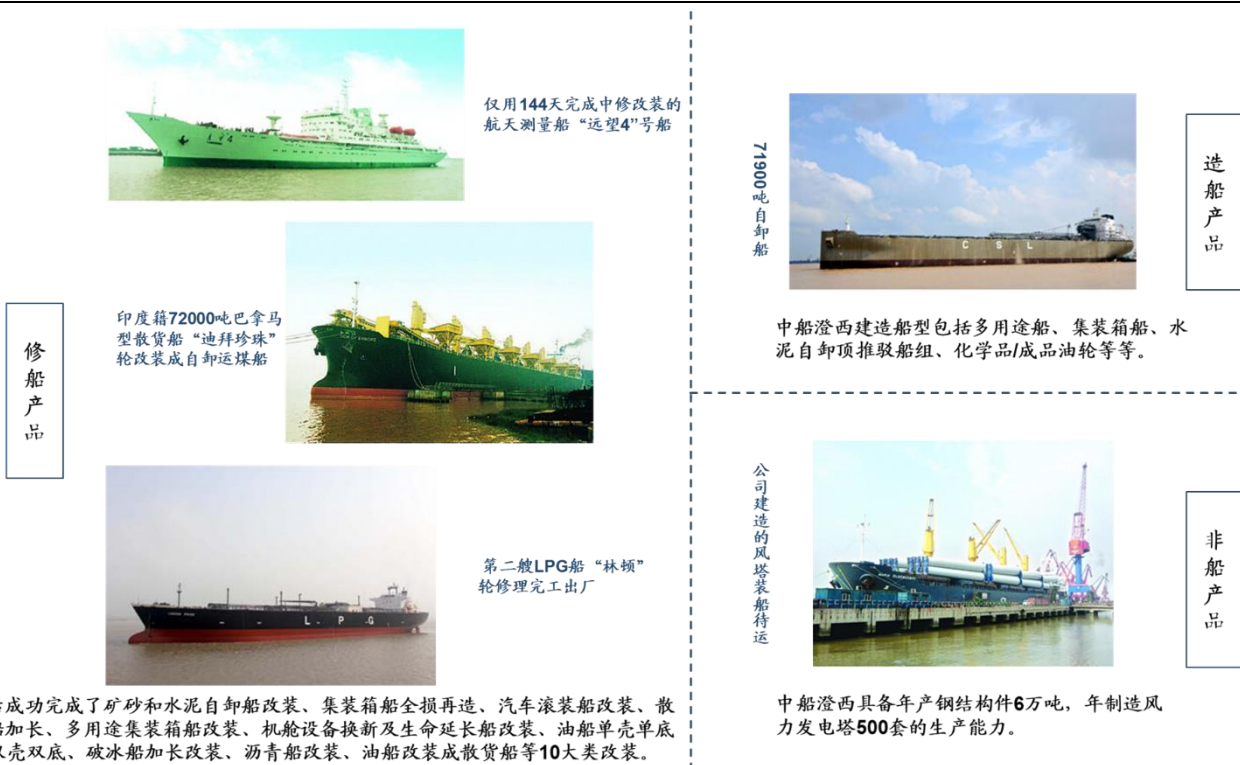 仅用144天完成中修改装的
航天测量船“远望4”号船
印度籍72000吨巴拿马
型散货船“迪拜珍珠”
轮改装成自卸运煤船
修船产品
LPG
第二艘LPG船“林顿”
轮修理完工出厂
成功完成了矿砂和水泥自卸船改装、集装箱船全损再造、汽车滚装船改装、散
加长、多用途集装箱船改装、机舱设备换新及生命延长船改装、油船单壳单底
壳双底、破冰船加长改装、沥青船改装、油船改装成散货船等10大类改装。
71900吨自卸船
CSL
造船产品
中船澄西建造船型包括多用途船、集装箱船、水
泥自卸顶推驳船组、化学品/成品油轮等等。
公司建造的风塔装船待运
非船产品
中船澄西具备年产钢结构件6万吨，年制造风
力发电塔500套的生产能力。